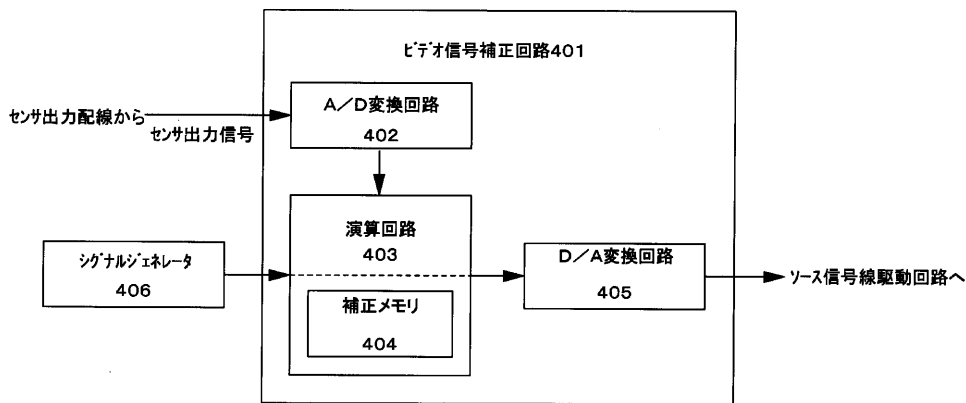 ﾋﾞﾃﾞｵ信号補正回路401
センサ出力配線から
センサ出力信号
A／D変換回路
402
演算回路
403
補正メモリ
404
ｼｸﾞﾅﾙｼﾞｪﾈﾚｰﾀ
406
D／A変換回路
405
ソース信号線駆動回路へ